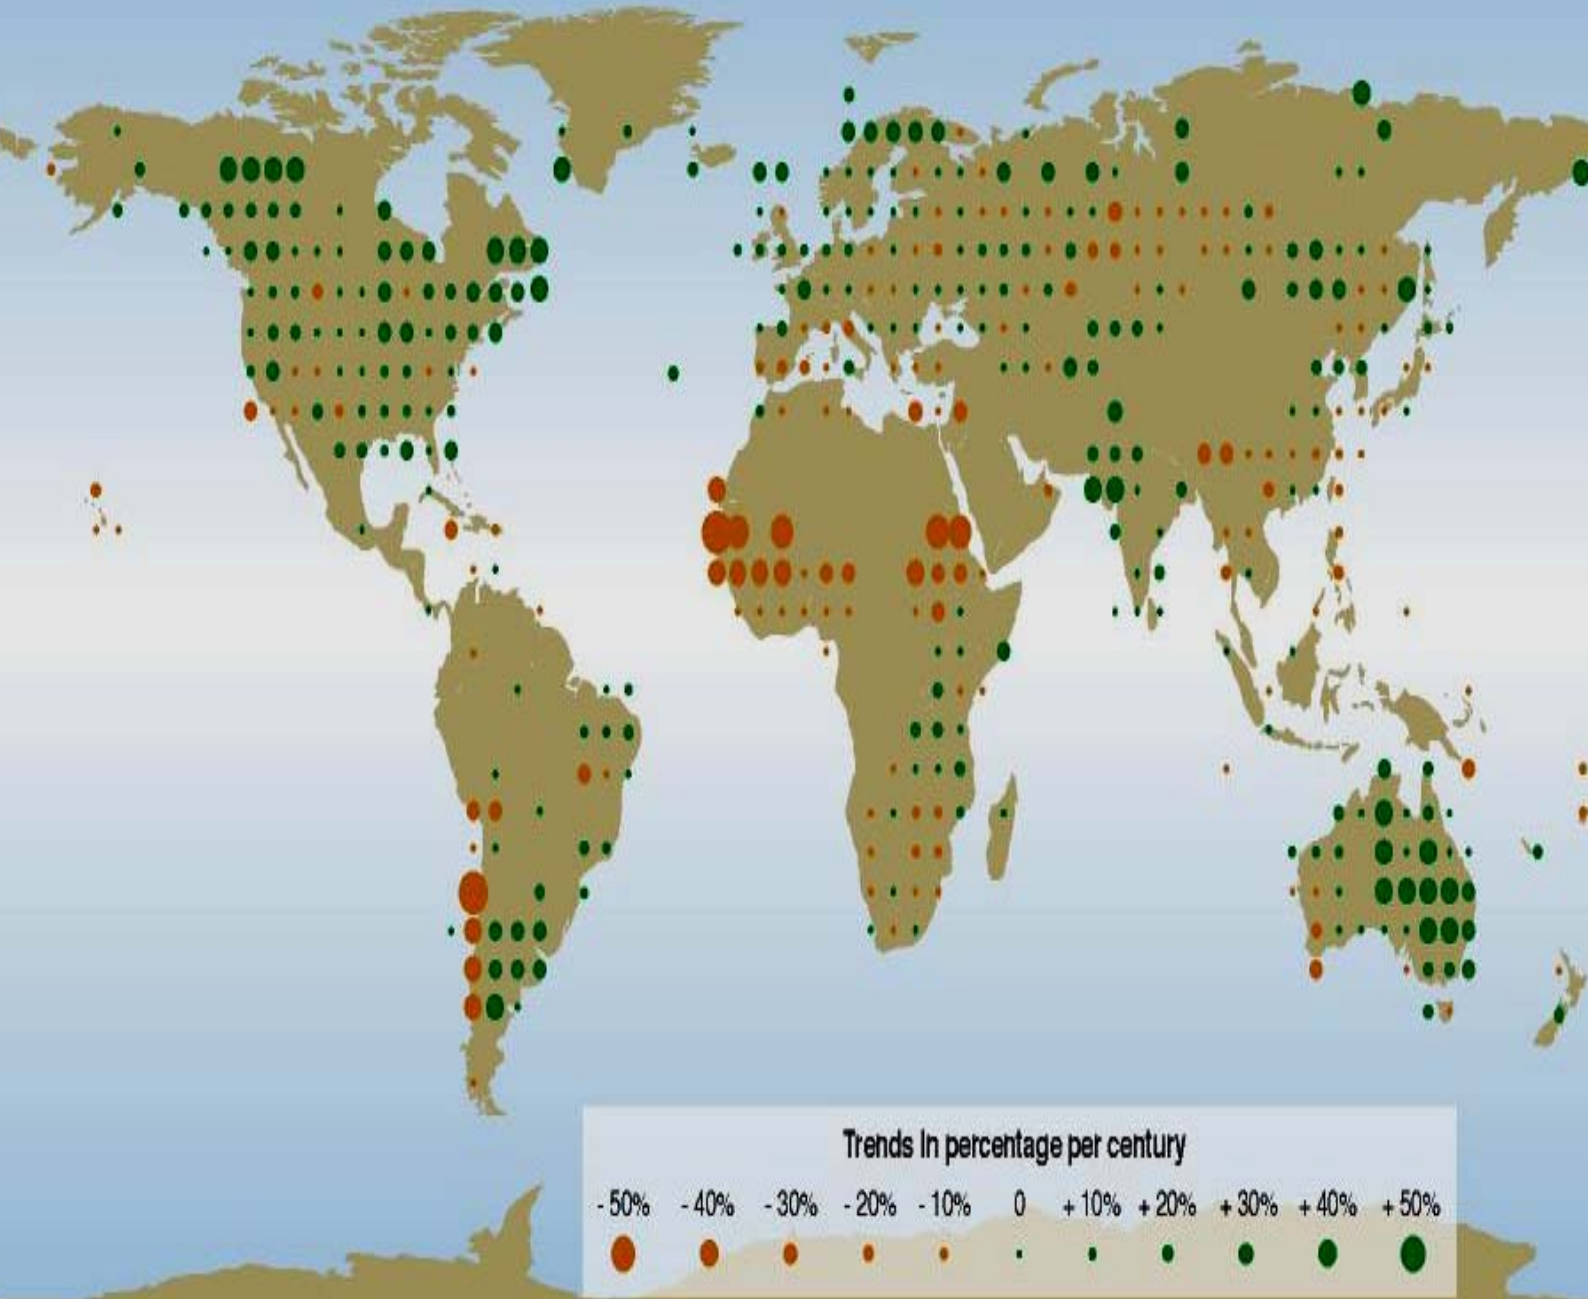 Trends in percentage per century
- 50% - 40% - 30% - 20% - 10% 0 + 10% + 20% + 30% + 40% + 50%